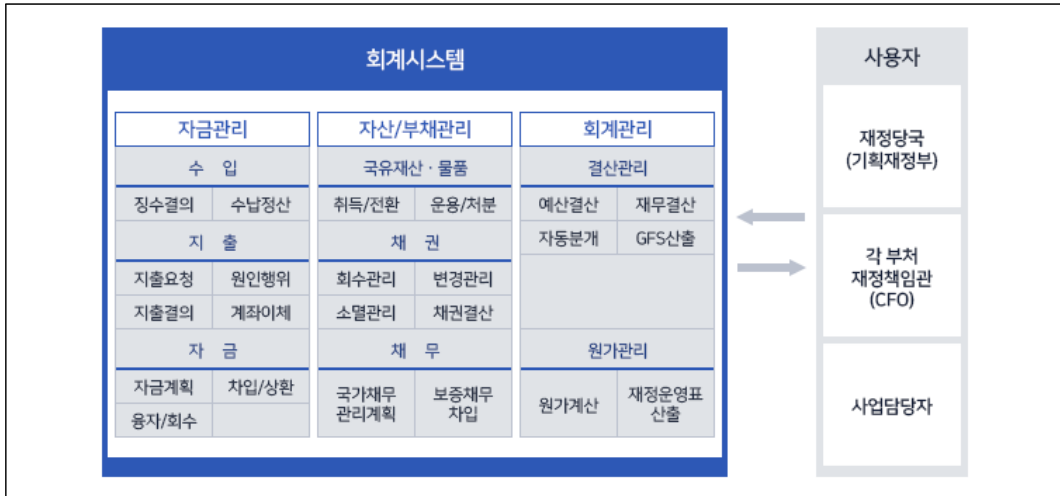 회계시스템
자금관리
수 입
징수결의 수납정산
지 출
지출요청 원인행위
지출결의 계좌이체
자 금
자금계획 차입/상환
융자/회수
자산/부채관리
국유재산 · 물품
취득/전환 운용/처분
채 권
회수관리 변경관리
소멸관리 채권결산
채 무
국가채무 보증채무
관리계획 차입
회계관리
결산관리
예산결산 재무결산
자동분개 GFS산출
원가관리
원가계산 재정운영표
산출
사용자
재정당국
(기획재정부)
각 부처
재정책임관
(CFO)
사업담당자